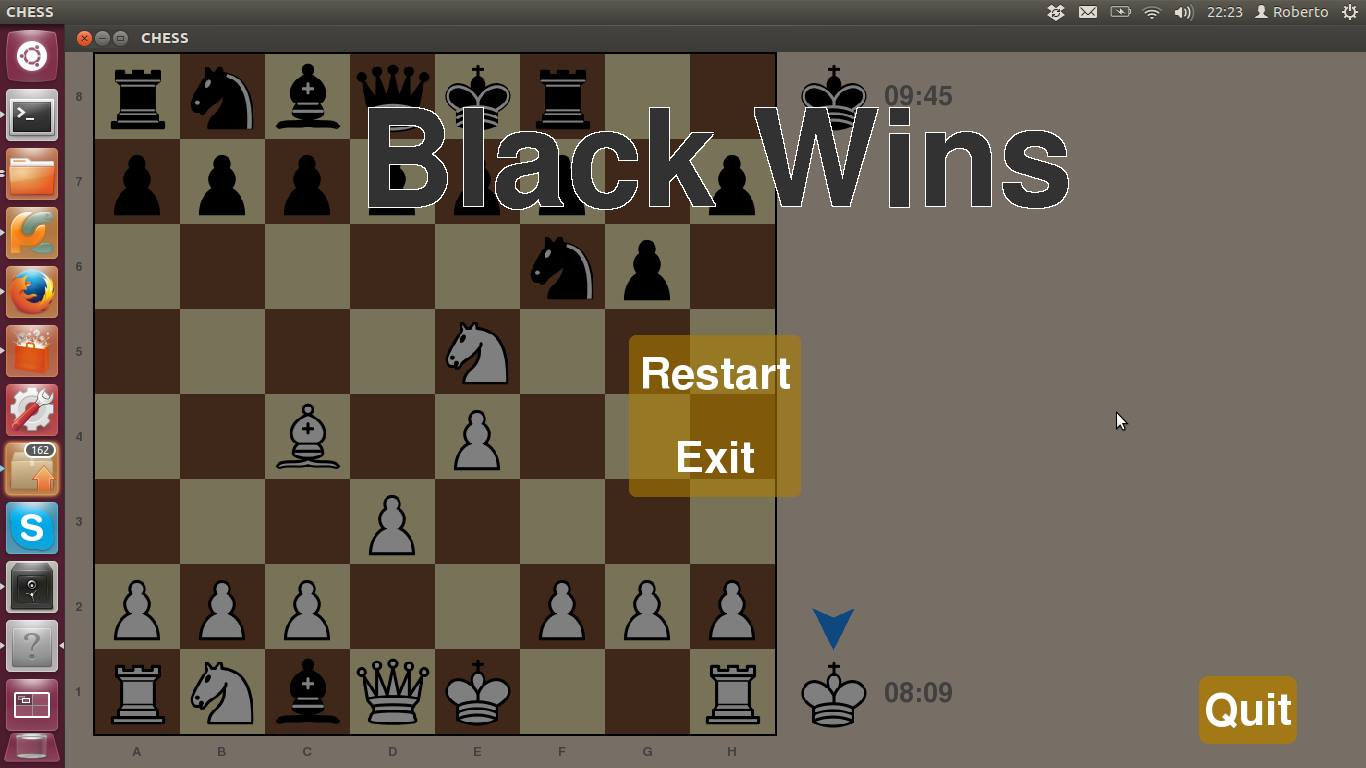 CHESS
22:23 Roberto
CHESS
8
09:45
Black Wins
7
6
5
Restart
4
Exit
162
3
S
2
?
1
08:09
Quit
A B C D E F G H